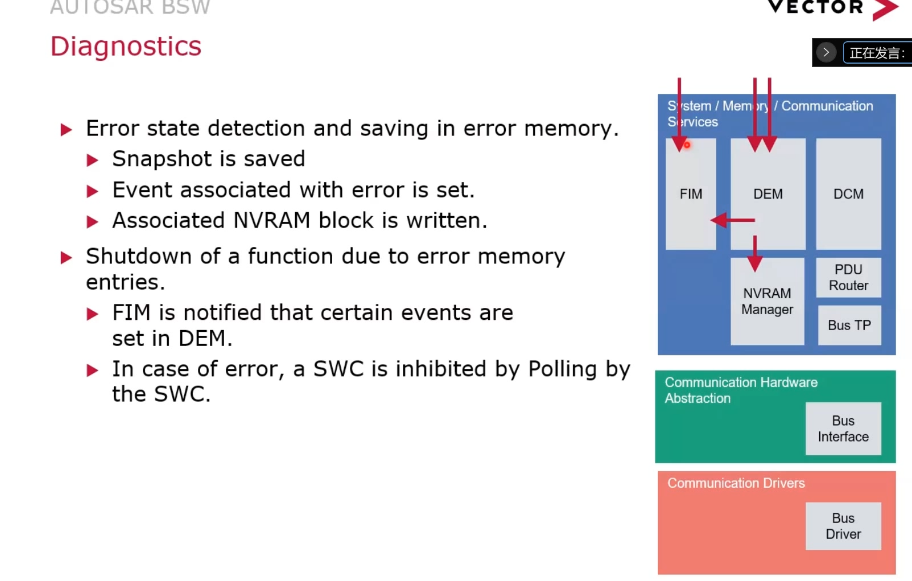 AUTOSAR BSW
VECTOR
Diagnostics
正在发言:
Error state detection and saving in error memory.
Snapshot is saved
Event associated with error is set.
Associated NVRAM block is written.
Shutdown of a function due to error memory
entries.
FIM is notified that certain events are
set in DEM.
In case of error, a SWC is inhibited by Polling by
the SWC.
System / Memory / Communication
Services
FIM
DEM
DCM
NVRAM
Manager
PDU
Router
Bus TP
Communication Hardware
Abstraction
Bus
Interface
Communication Drivers
Bus
Driver